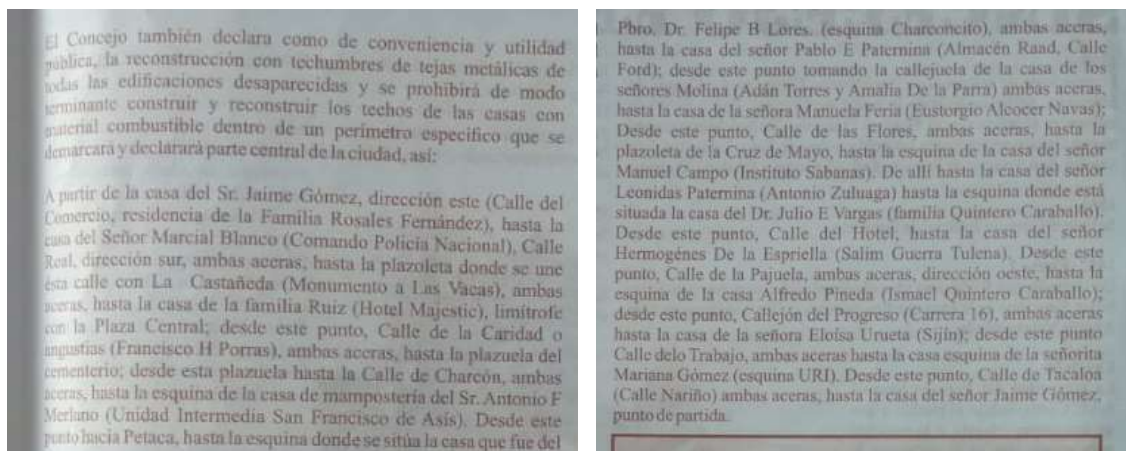 El Concejo también declara como de conveniencia y utilidad
pública, la reconstrucción con techumbres de tejas metálicas de
todas las edificaciones desaparecidas y se prohibirá de modo
terminante construir y reconstruir los techos de las casas con
material combustible dentro de un perímetro específico que se
demarcará y declarará parte central de la ciudad, así:
A partir de la casa del Sr. Jaime Gómez, dirección este (Calle del
Comercio, residencia de la Familia Rosales Fernández), hasta la
casa del Señor Marcial Blanco (Comando Policía Nacional), Calle
Real, dirección sur, ambas aceras, hasta la plazoleta donde se une
ésta calle con La Castañeda (Monumento a Las Vacas), ambas
aceras, hasta la casa de la familia Ruiz (Hotel Majestic), limítrofe
con la Plaza Central; desde este punto, Calle de la Caridad o
angustias (Francisco H Porras), ambas aceras, hasta la plazuela del
cementerio; desde esta plazuela hasta la Calle de Charcón, ambas
aceras, hasta la esquina de la casa de mampostería del Sr. Antonio F
Merlano (Unidad Intermedia San Francisco de Asís). Desde este
punto hacia Petaca, hasta la esquina donde se sitúa la casa que fue del
Pbro. Dr. Felipe B Lores. (esquina Charconcito), ambas aceras,
hasta la casa del señor Pablo E Paternina (Almacén Raad, Calle
Ford); desde este punto tomando la callejuela de la casa de los
señores Molina (Adán Torres y Amalia De la Parra) ambas aceras,
hasta la casa de la señora Manuela Feria (Eustorgio Alcocer Navas);
Desde este punto, Calle de las Flores, ambas aceras, hasta la
plazoleta de la Cruz de Mayo, hasta la esquina de la casa del señor
Manuel Campo (Instituto Sabanas). De allí hasta la casa del señor
Leonidas Paternina (Antonio Zuluaga) hasta la esquina donde está
situada la casa del Dr. Julio E Vargas (familia Quintero Caraballo).
Desde este punto, Calle del Hotel, hasta la casa del señor
Hermogénes De la Espriella (Salim Guerra Tulena). Desde este
punto, Calle de la Pajuela, ambas aceras, dirección oeste, hasta la
esquina de la casa Alfredo Pineda (Ismael Quintero Caraballo);
desde este punto, Callejón del Progreso (Carrera 16), ambas aceras
hasta la casa de la señora Eloísa Urueta (Sijín); desde este punto
Calle delo Trabajo, ambas aceras hasta la casa esquina de la señorita
Mariana Gómez (esquina URI). Desde este punto, Calle de Tacaloa
(Calle Nariño) ambas aceras, hasta la casa del señor Jaime Gómez,
punto de partida.